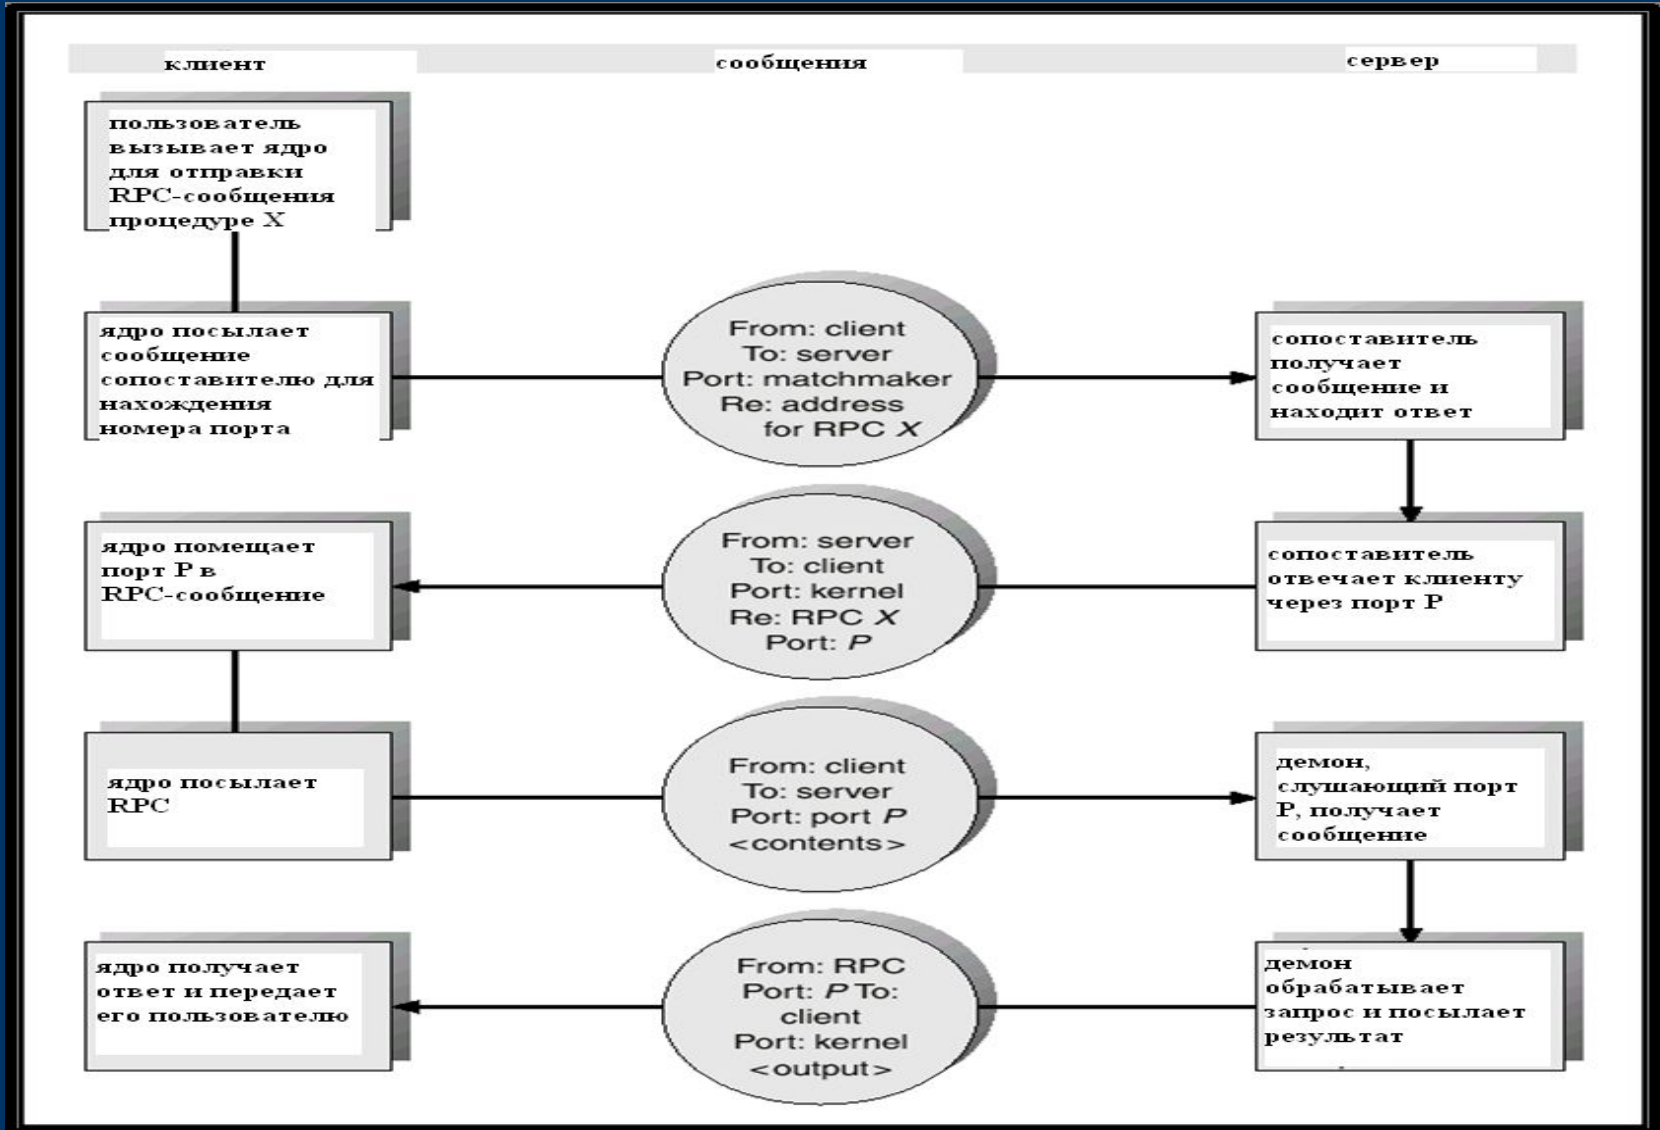 клиент
сообщения
сервер
пользователь
вызывает ядро
для отправки
RPC-сообщения
процедуре X
ядро посылает
сообщение
сопоставителю для
нахождения
номера порта
From: client
To: server
Port: matchmaker
Re: address
for RPC X
сопоставитель
получает
сообщение и
находит ответ
ядро помещает
порт P в
RPC-сообщение
From: server
To: client
Port: kernel
Re: RPC X
Port: P
сопоставитель
отвечает клиенту
через порт P
ядро посылает
RPC
From: client
To: server
Port: port P
<contents>
демон,
слушающий порт
P, получает
сообщение
ядро получает
ответ и передает
его пользователю
From: RPC
Port: P To:
client
Port: kernel
<output>
демон
обрабатывает
запрос и посылает
результат